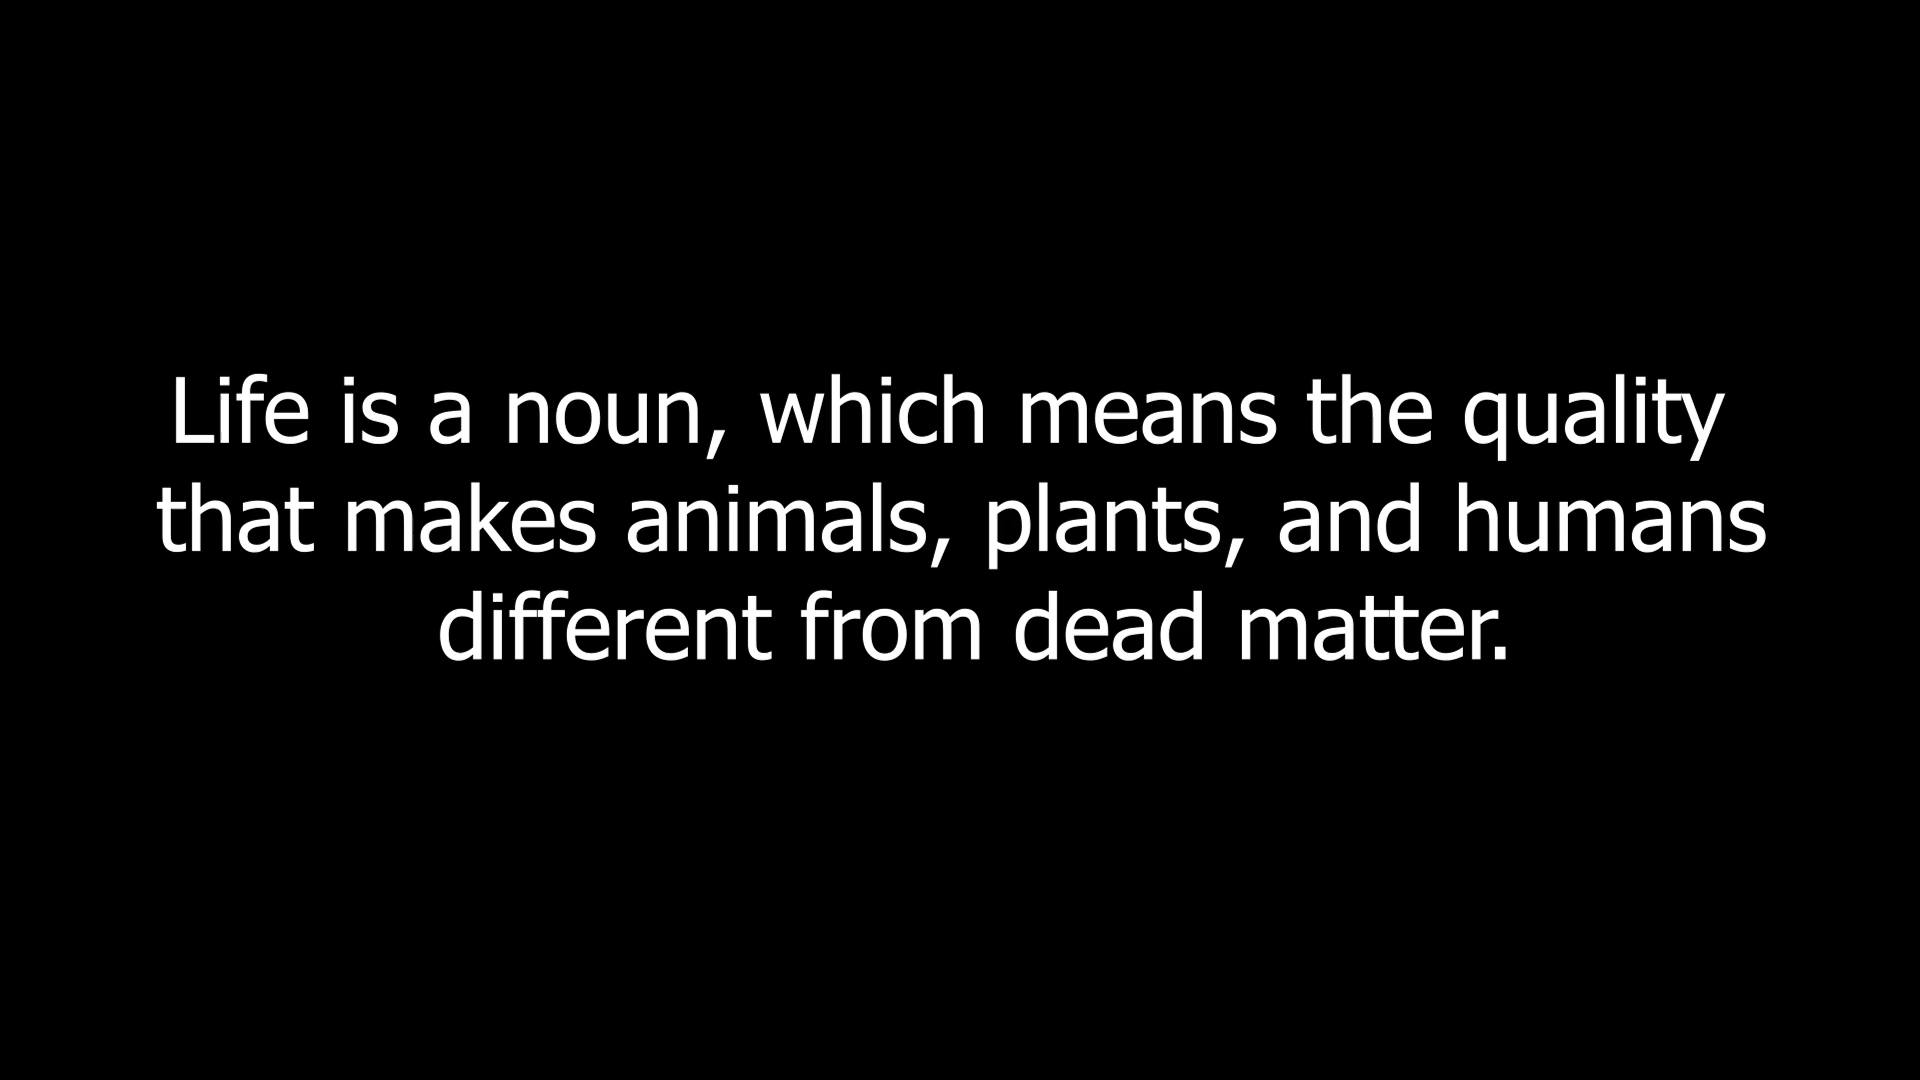 Life is a noun, which means the quality
that makes animals, plants, and humans
different from dead matter.